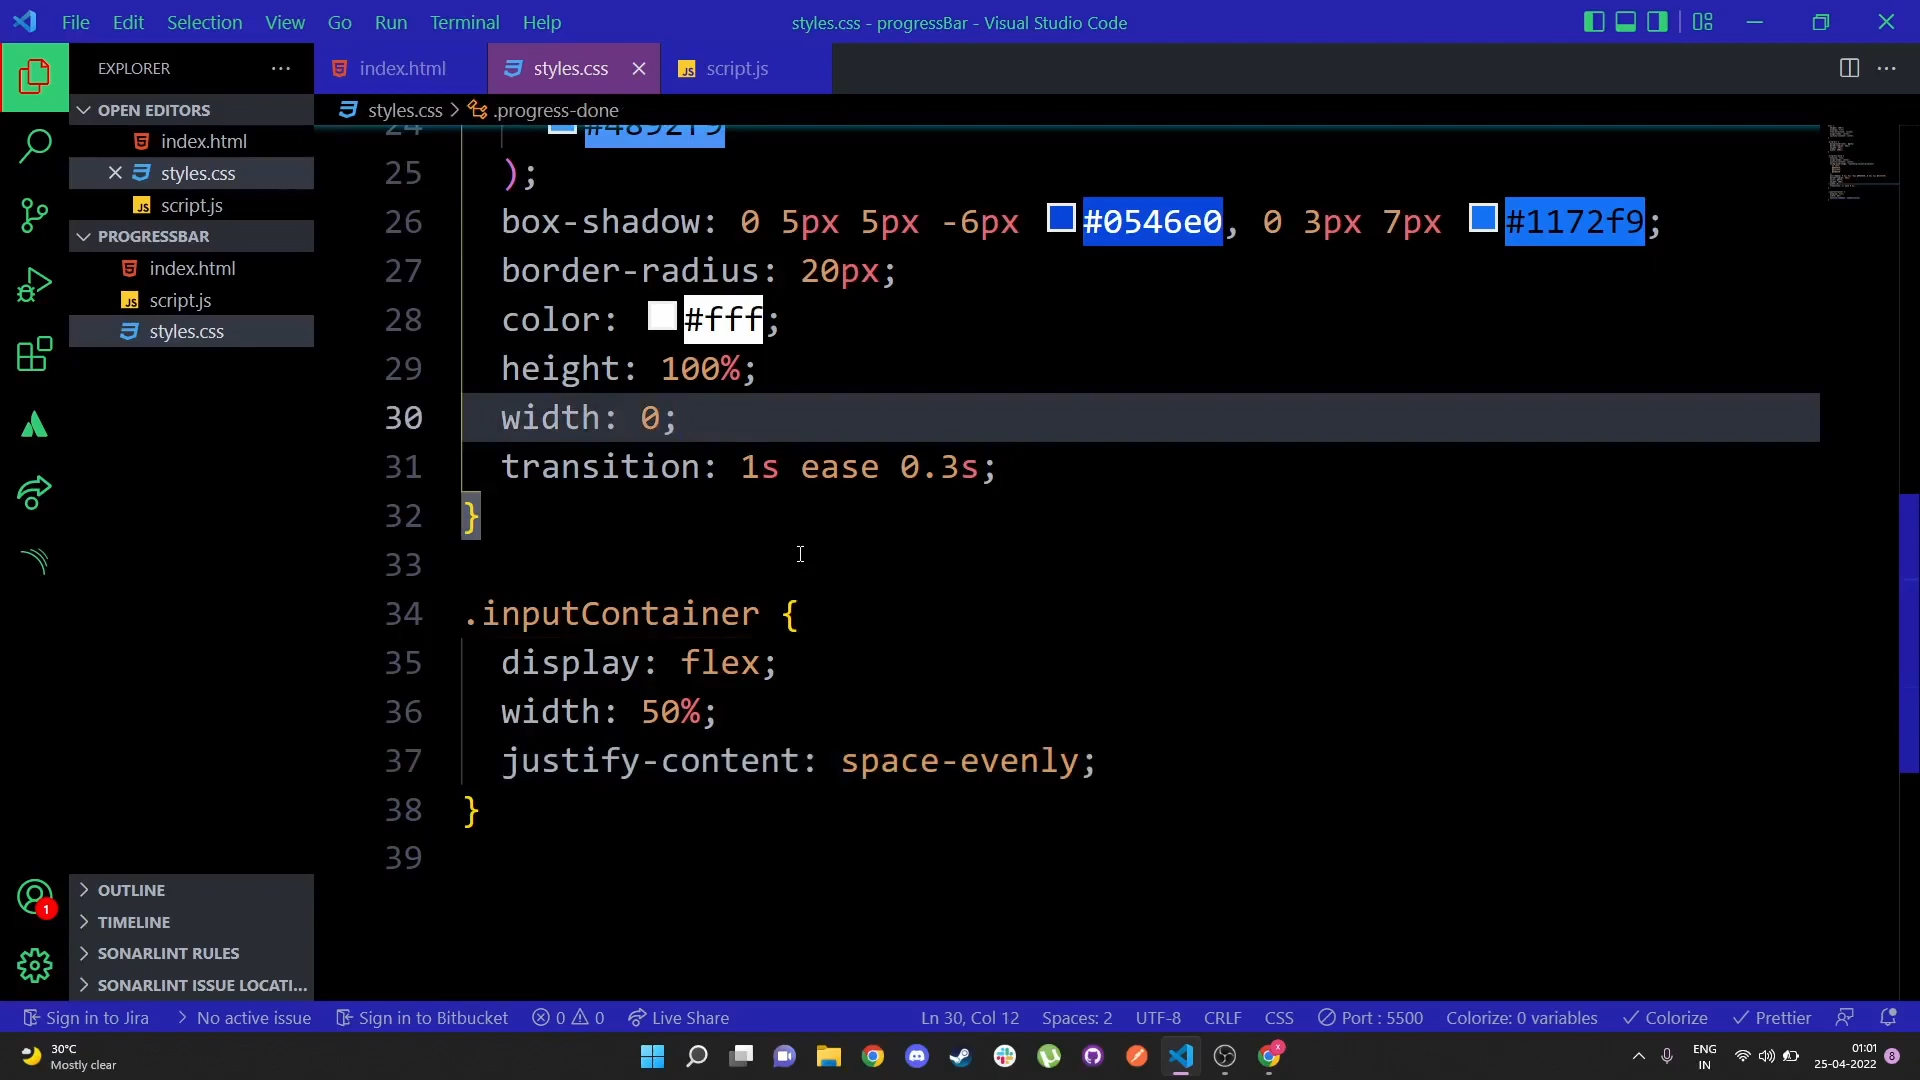 File Edit Selection View Go Run Terminal Help
styles.css - progressBar - Visual Studio Code
EXPLORER
index.html
styles.css
JS script.js
OPEN EDITORS
index.html
styles.css
JS script.js
PROGRESSBAR
index.html
JS script.js
styles.css
styles.css > .progress-done
24 #4892f9
25 );
26 box-shadow: 0 5px 5px -6px #0546e0, 0 3px 7px #1172f9;
27 border-radius: 20px;
28 color: #fff;
29 height: 100%;
30 width: 0;
31 transition: 1s ease 0.3s;
32 }
33
34 .inputContainer {
35 display: flex;
36 width: 50%;
37 justify-content: space-evenly;
38 }
39
1
OUTLINE
TIMELINE
SONARLINT RULES
SONARLINT ISSUE LOCATI...
Sign in to Jira No active issue Sign in to Bitbucket 0 0 Live Share Ln 30, Col 12 Spaces: 2 UTF-8 CRLF CSS Port : 5500 Colorize: 0 variables Colorize Prettier
30°C
Mostly clear
ENG
IN
01:01
25-04-2022
8